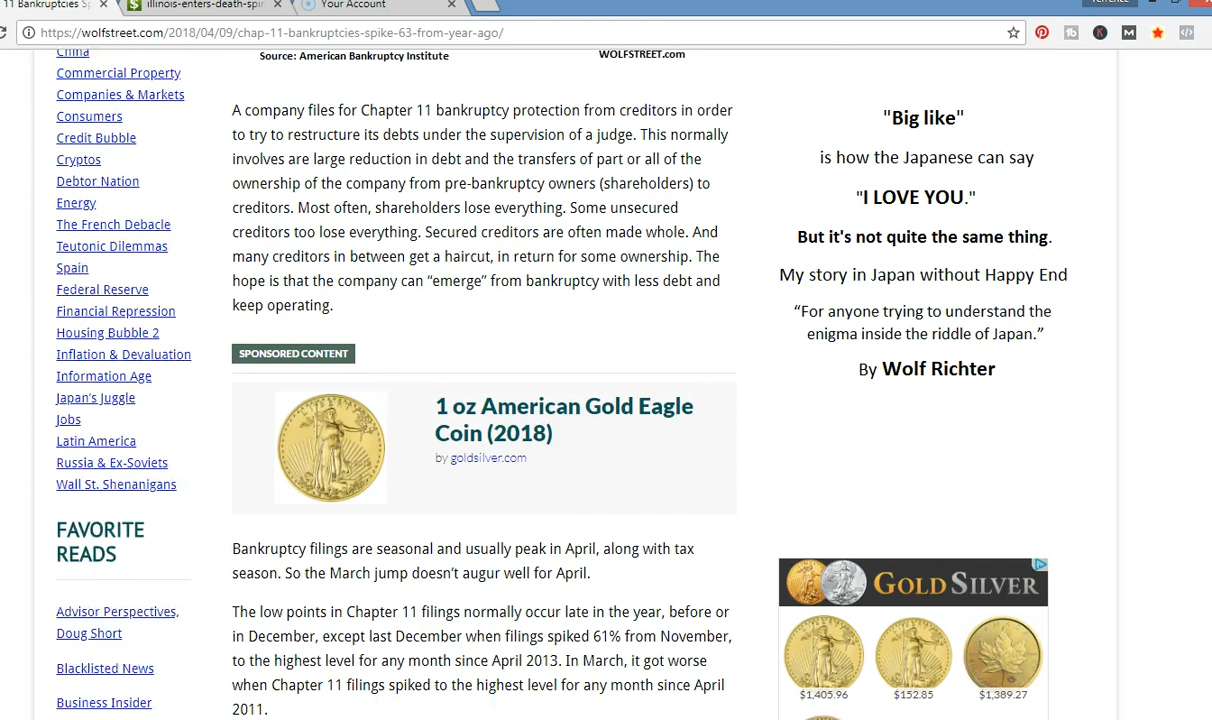 11 Bankruptcies Sp
illinois-enters-death-spir
Your Account
https://wolfstreet.com/2018/04/09/chap-11-bankruptcies-spike-63-from-year-ago/
China
Commercial Property
Companies & Markets
Consumers
Credit Bubble
Cryptos
Debtor Nation
Energy
The French Debacle
Teutonic Dilemmas
Spain
Federal Reserve
Financial Repression
Housing Bubble 2
Inflation & Devaluation
Information Age
Japan's Juggle
Jobs
Latin America
Russia & Ex-Soviets
Wall St. Shenanigans
FAVORITE
READS
Advisor Perspectives,
Doug Short
Blacklisted News
Business Insider
Source: American Bankruptcy Institute
WOLFSTREET.com
A company files for Chapter 11 bankruptcy protection from creditors in order
to try to restructure its debts under the supervision of a judge. This normally
involves are large reduction in debt and the transfers of part or all of the
ownership of the company from pre-bankruptcy owners (shareholders) to
creditors. Most often, shareholders lose everything. Some unsecured
creditors too lose everything. Secured creditors are often made whole. And
many creditors in between get a haircut, in return for some ownership. The
hope is that the company can “emerge” from bankruptcy with less debt and
keep operating.
SPONSORED CONTENT
1 oz American Gold Eagle
Coin (2018)
by goldsilver.com
Bankruptcy filings are seasonal and usually peak in April, along with tax
season. So the March jump doesn’t augur well for April.
The low points in Chapter 11 filings normally occur late in the year, before or
in December, except last December when filings spiked 61% from November,
to the highest level for any month since April 2013. In March, it got worse
when Chapter 11 filings spiked to the highest level for any month since April
2011.
"Big like"
is how the Japanese can say
"I LOVE YOU."
But it's not quite the same thing.
My story in Japan without Happy End
“For anyone trying to understand the
enigma inside the riddle of Japan.”
By Wolf Richter
GOLD SILVER
$1,405.96 $152.85 $1,389.27